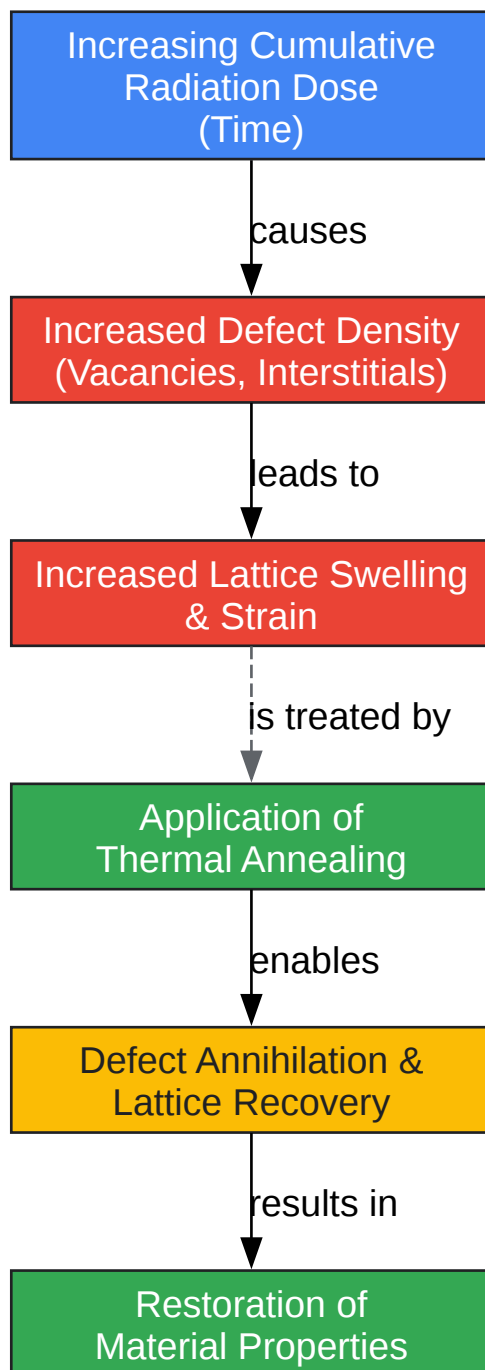 Increasing Cumulative
Radiation Dose
(Time)
causes
Increased Defect Density
(Vacancies, Interstitials)
leads to
Increased Lattice Swelling
& Strain
is treated by
Application of
Thermal Annealing
enables
Defect Annihilation &
Lattice Recovery
results in
Restoration of
Material Properties